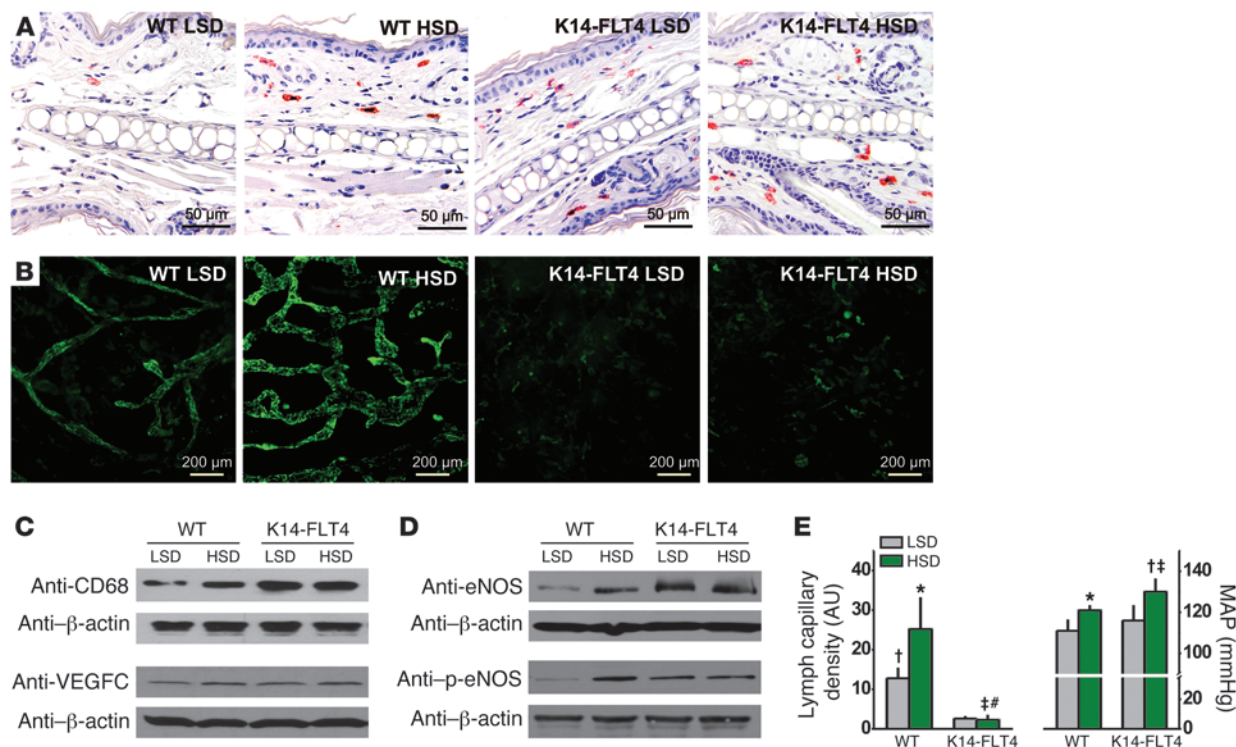 A
WT LSD
WT HSD
K14-FLT4 LSD
K14-FLT4 HSD
50 µm
50 µm
50 µm
50 µm
B
WT LSD
WT HSD
K14-FLT4 LSD
K14-FLT4 HSD
200 µm
200 µm
200 µm
200 µm
C
WT
K14-FLT4
LSD
HSD
LSD
HSD
Anti-CD68
Anti–β-actin
Anti-VEGFC
Anti–β-actin
D
WT
K14-FLT4
LSD
HSD
LSD
HSD
Anti-eNOS
Anti–β-actin
Anti–p-eNOS
Anti–β-actin
E
LSD
HSD
Lymph capillary
density (AU)
40
30
20
10
0
†
*
‡#
WT
K14-FLT4
*
†‡
140
120
100
20
0
MAP (mmHg)
WT
K14-FLT4